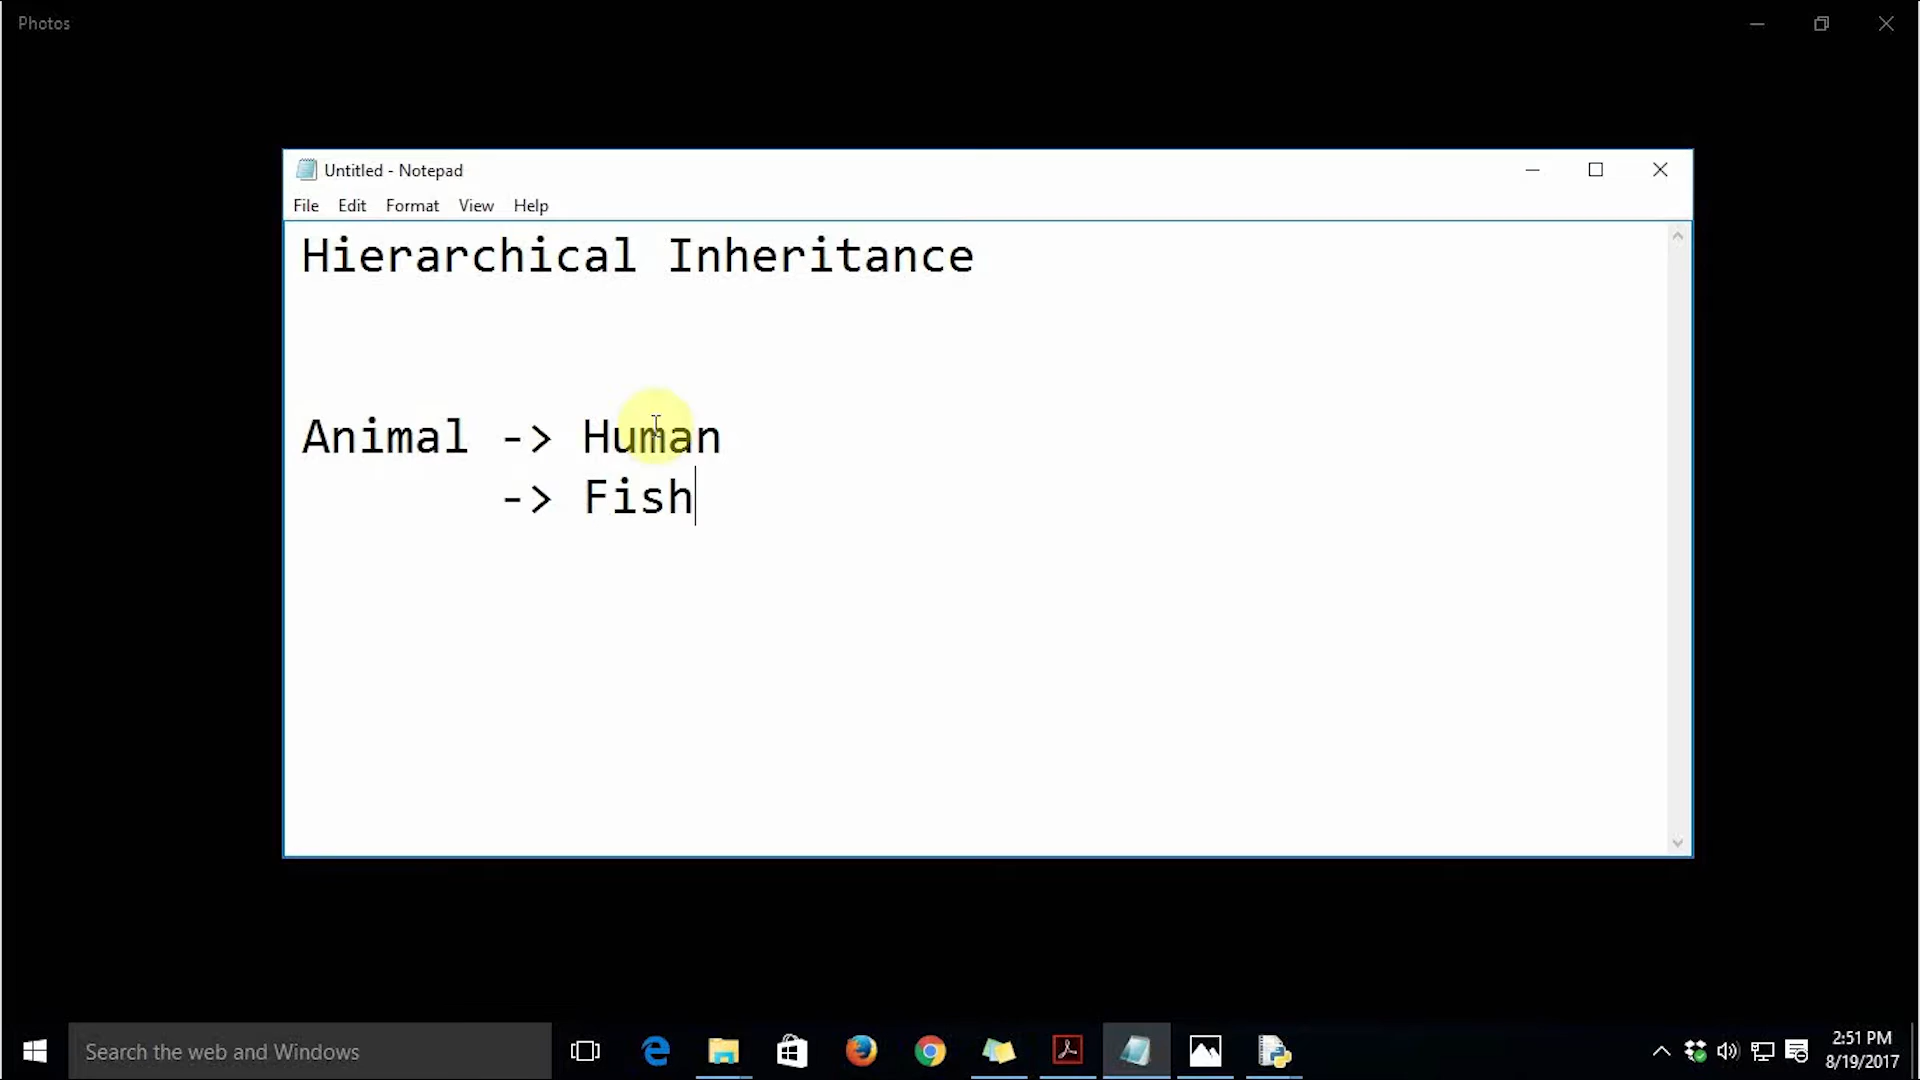 Photos
Untitled - Notepad
File Edit Format View Help
Hierarchical Inheritance
Animal -> Human
-> Fish
Search the web and Windows
2:51 PM
8/19/2017